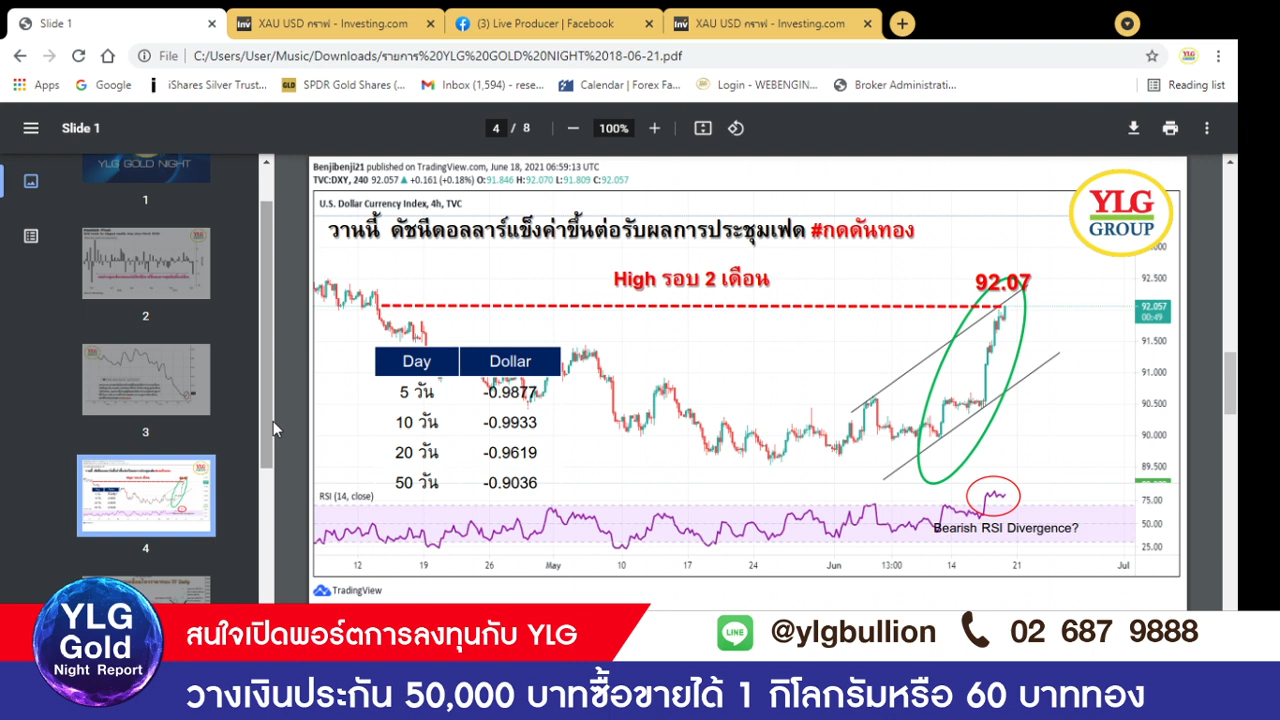 Slide 1
XAU USD กราฟ - Investing.com
(3) Live Producer | Facebook
XAU USD กราฟ - Investing.com
File
C:/Users/User/Music/Downloads/รายการ%20YLG%20GOLD%20NIGHT%2018-06-21.pdf
Apps
Google
iShares Silver Trust...
SPDR Gold Shares (...
Inbox (1,594) - rese...
Calendar | Forex Fa...
Login - WEBENGIN...
Broker Administrati...
Reading list
Slide 1
4 / 8
100%
YLG GOLD NIGHT
1
2
3
4
Benjibenji21 published on TradingView.com, June 18, 2021 06:59:13 UTC
TVC:DXY, 240 92.057 ▲ +0.161 (+0.18%) O:91.846 H:92.070 L:91.809 C:92.057
U.S. Dollar Currency Index, 4h, TVC
วานนี้ ดัชนีดอลลาร์แข็งค่าขึ้นต่อรับผลการประชุมเฟด #กดดันทอง
YLG
GROUP
High รอบ 2 เดือน
92.07
92.500
92.057
00:49
91.500
91.000
90.500
90.000
89.500
Day Dollar
5 วัน -0.9877
10 วัน -0.9933
20 วัน -0.9619
50 วัน -0.9036
RSI (14, close)
Bearish RSI Divergence?
75.00
50.00
25.00
12 19 26 May 10 17 24 Jun 13:00 14 21 Jul
TradingView
YLG
Gold
Night Report
สนใจเปิดพอร์ตการลงทุนกับ YLG
LINE
@ylgbullion
02 687 9888
วางเงินประกัน 50,000 บาทซื้อขายได้ 1 กิโลกรัมหรือ 60 บาททอง